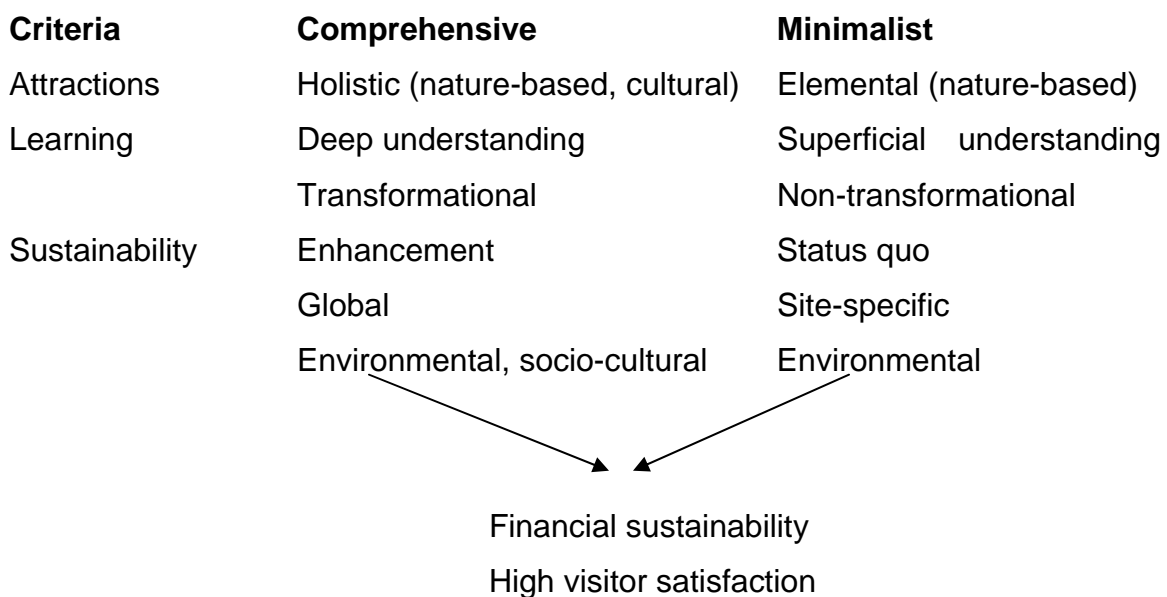 Criteria Comprehensive Minimalist
Attractions Holistic (nature-based, cultural) Elemental (nature-based)
Learning Deep understanding Superficial understanding
Transformational Non-transformational
Sustainability Enhancement Status quo
Global Site-specific
Environmental, socio-cultural Environmental
Financial sustainability
High visitor satisfaction